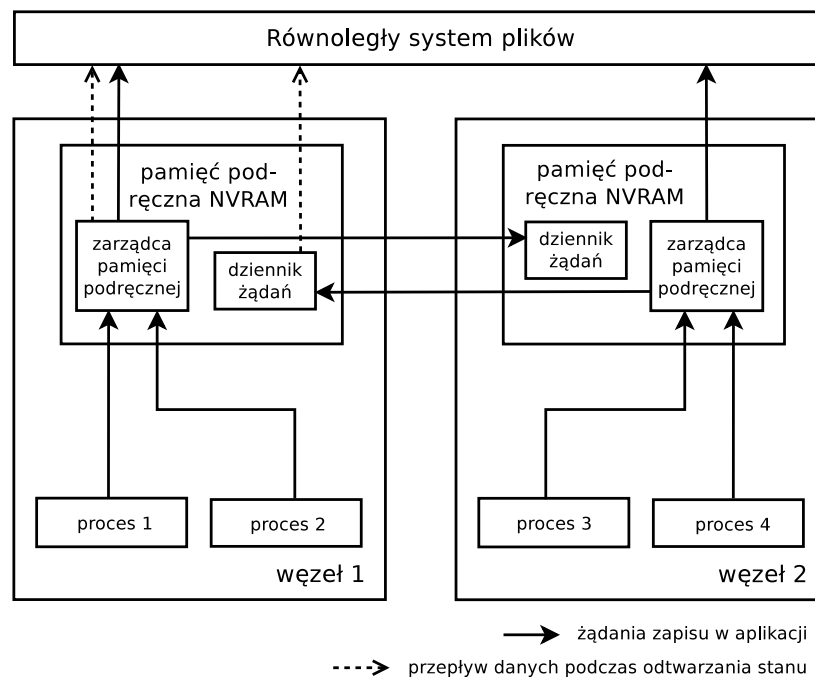 Równoległy system plików
pamięć pod-
ręczna NVRAM
zarządca
pamięci
podręcznej
dziennik
żądań
proces 1
proces 2
węzeł 1
pamięć pod-
ręczna NVRAM
dziennik
żądań
zarządca
pamięci
podręcznej
proces 3
proces 4
węzeł 2
żądania zapisu w aplikacji
przepływ danych podczas odtwarzania stanu